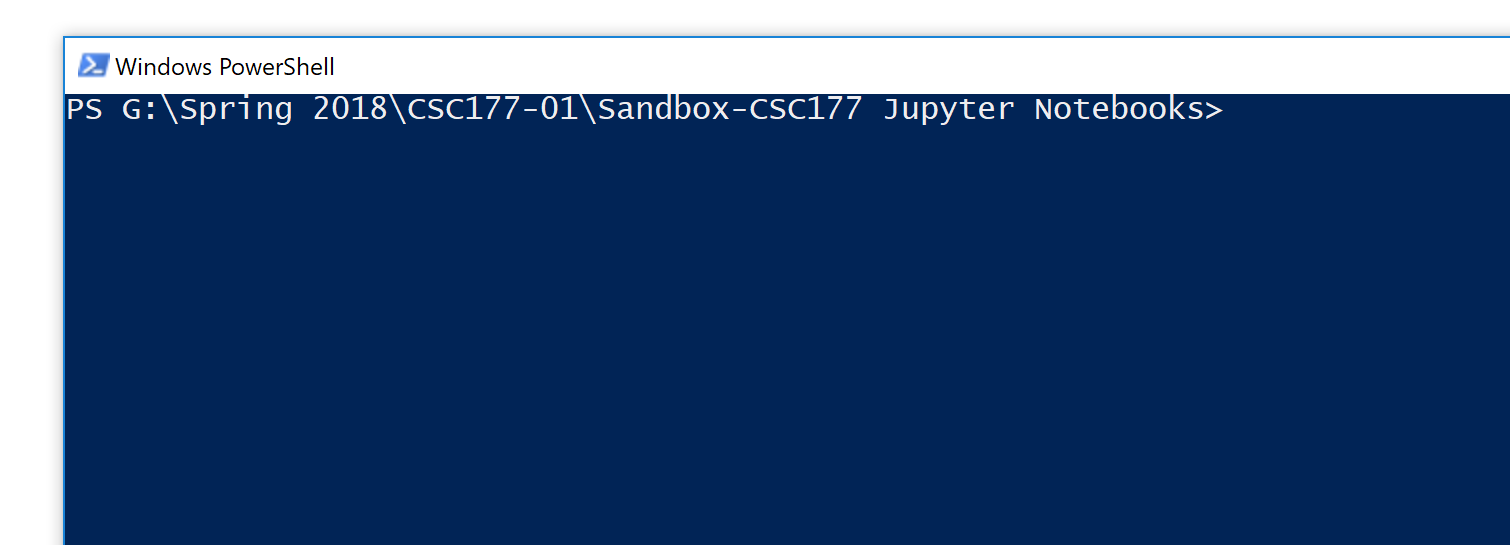 Windows PowerShell
PS G:\Spring 2018\CSC177-01\Sandbox-CSC177 Jupyter Notebooks>